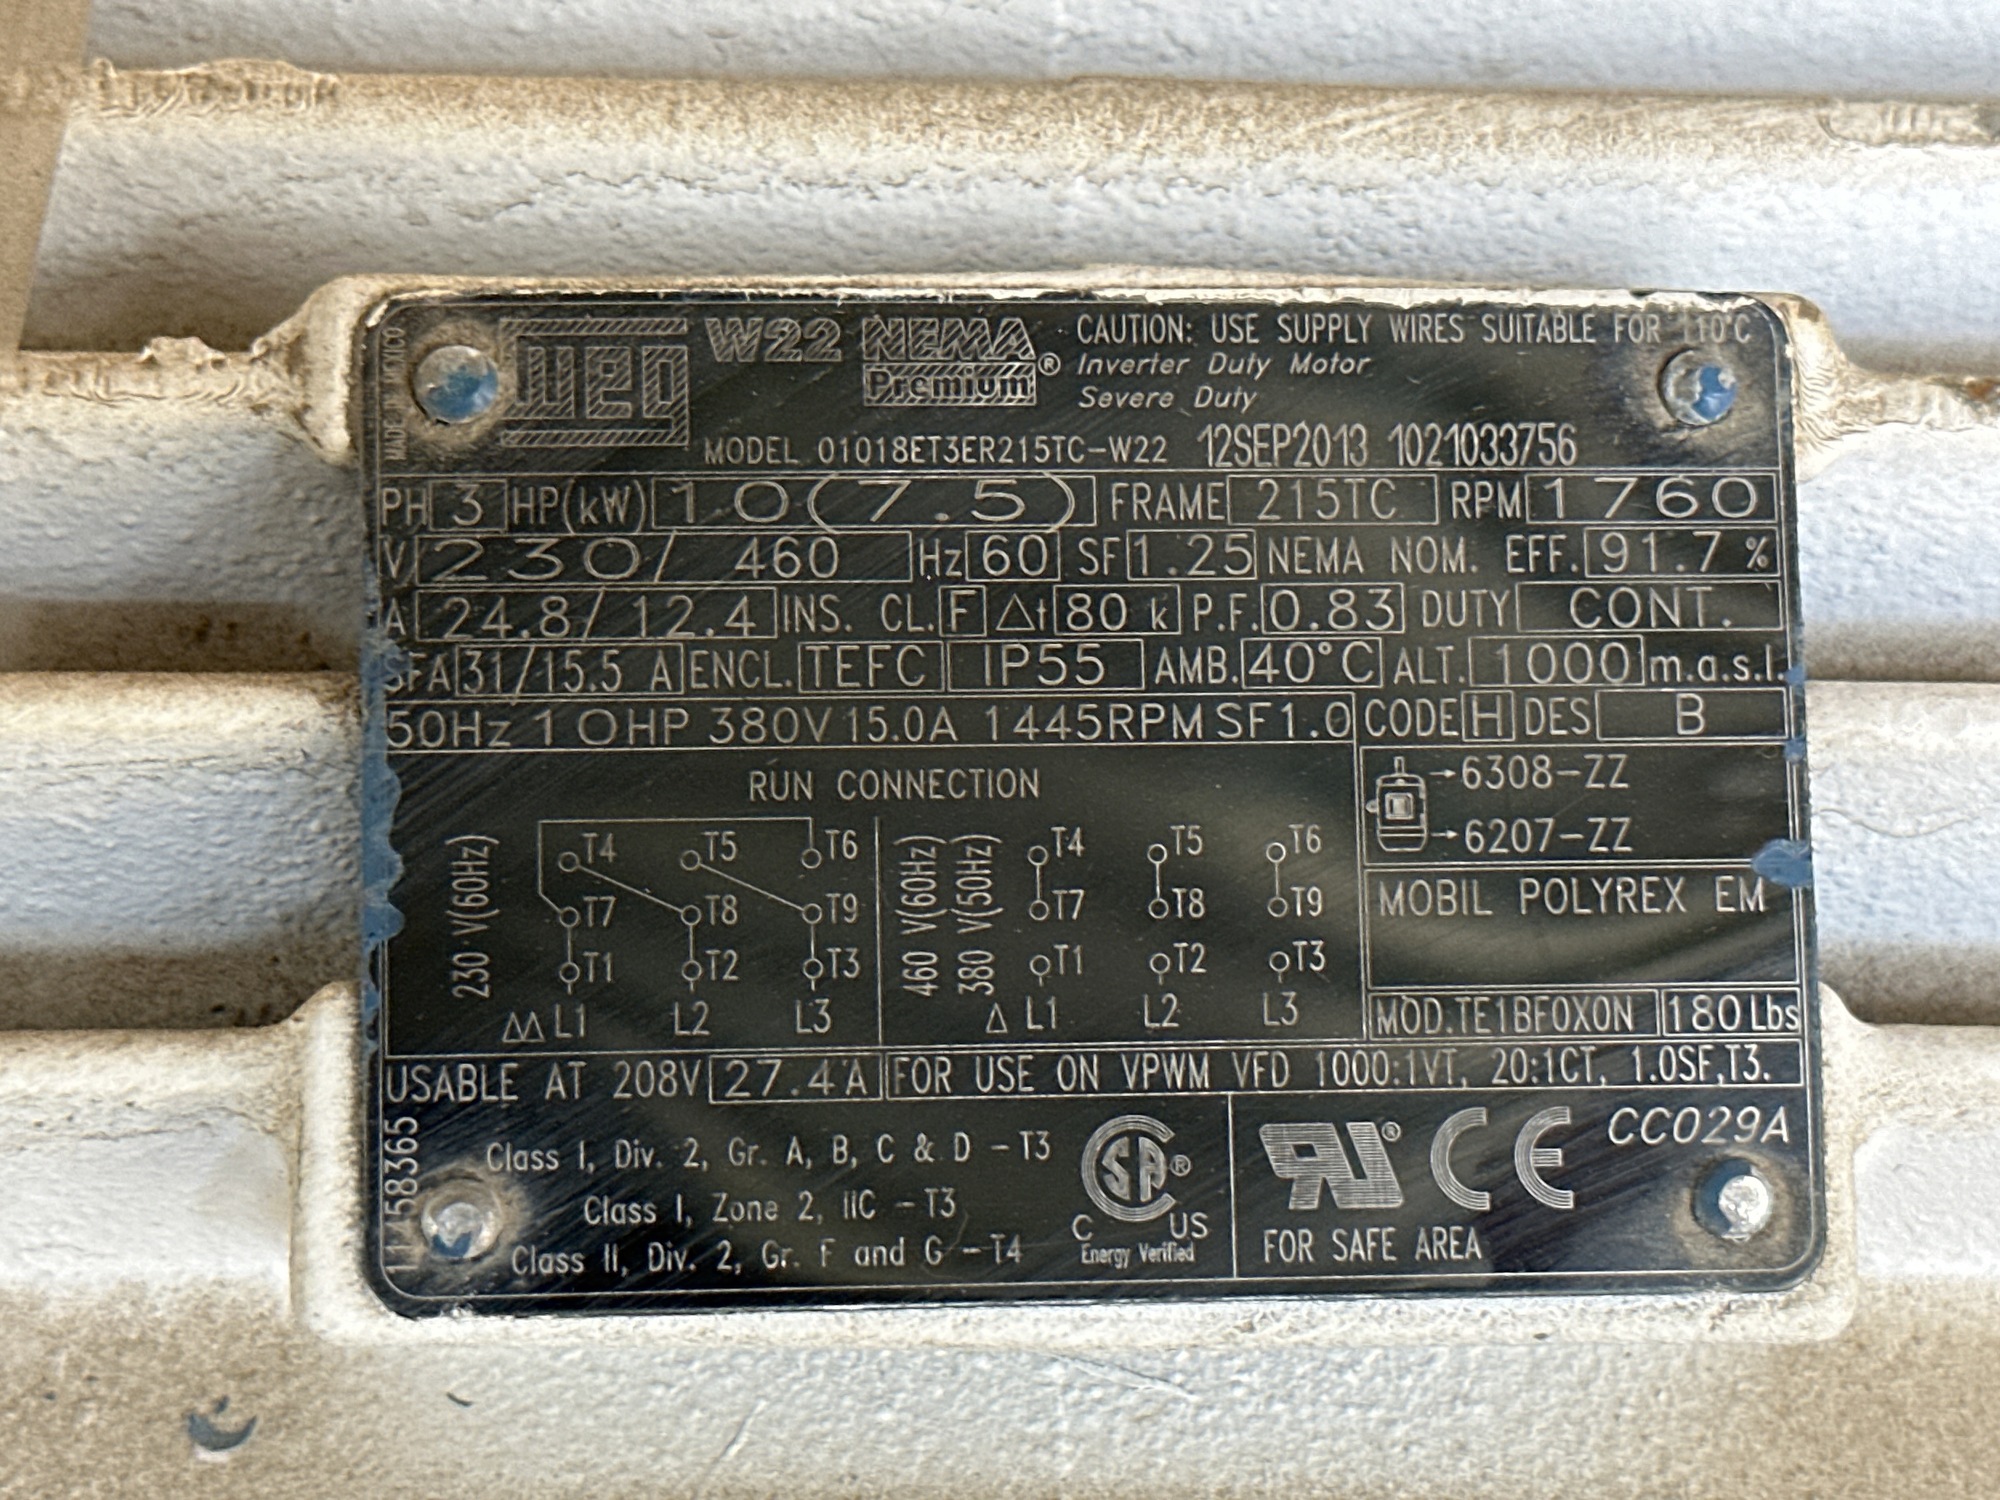 MADE IN MEXICO
weg W22 NEMA Premium® CAUTION: USE SUPPLY WIRES SUITABLE FOR 110°C
Inverter Duty Motor
Severe Duty
MODEL 01018ET3ER215TC-W22 12SEP2013 1021033756
PH 3 HP(kW) 10(7.5) FRAME 215TC RPM 1760
V 230/ 460 Hz 60 SF 1.25 NEMA NOM. EFF. 91.7 %
A 24.8/ 12.4 INS. CL. F Δt 80 k P.F. 0.83 DUTY CONT.
SFA 31/15.5 A ENCL. TEFC IP55 AMB. 40°C ALT. 1000 m.a.s.l.
50Hz 10HP 380V 15.0A 1445RPM SF1.0 CODE H DES B
RUN CONNECTION
230 V(60Hz)
T4 T5 T6
T7 T8 T9
T1 T2 T3
ΔΔ L1 L2 L3
460 V(60Hz)
380 V(50Hz)
T4 T5 T6
T7 T8 T9
T1 T2 T3
Δ L1 L2 L3
→6308-ZZ
→6207-ZZ
MOBIL POLYREX EM
MOD.TE1BF0X0N 180 Lbs
USABLE AT 208V 27.4 A FOR USE ON VPWM VFD 1000:1VT, 20:1CT, 1.0SF,T3.
Class I, Div. 2, Gr. A, B, C & D - T3
Class I, Zone 2, IIC - T3
Class II, Div. 2, Gr. F and G - T4
SA®
C US
Energy Verified
RU® CE CC029A
FOR SAFE AREA